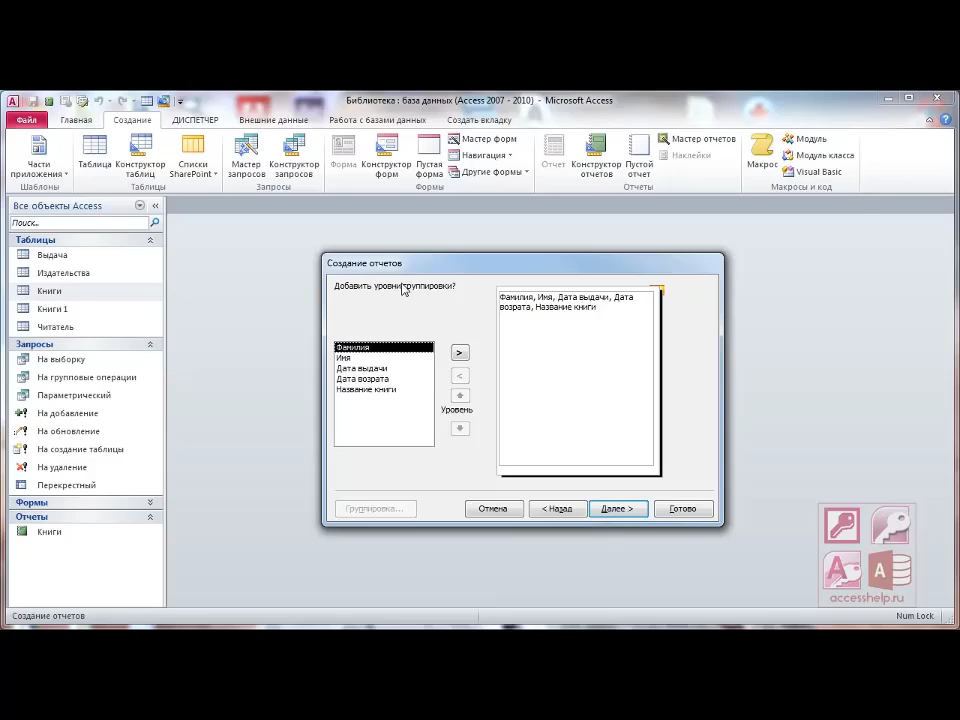 Библиотека : база данных (Access 2007 - 2010) - Microsoft Access
Файл Главная Создание ДИСПЕТЧЕР Внешние данные Работа с базами данных Создать вкладку
Части приложения
Таблица
Конструктор таблиц
Списки SharePoint
Мастер запросов
Конструктор запросов
Форма
Конструктор форм
Пустая форма
Мастер форм
Навигация
Другие формы
Отчет
Конструктор отчетов
Пустой отчет
Мастер отчетов
Наклейки
Макрос
Модуль
Модуль класса
Visual Basic
Шаблоны Таблицы Запросы Формы Отчеты Макросы и код
Все объекты Access
Поиск...
Таблицы
Выдача
Издательства
Книги
Книги 1
Читатель
Запросы
На выборку
На групповые операции
Параметрический
На добавление
На обновление
На создание таблицы
На удаление
Перекрестный
Формы
Отчеты
Книги
Создание отчетов
Добавить уровни группировки?
Фамилия
Имя
Дата выдачи
Дата возрата
Название книги
>
<
Уровень
Фамилия, Имя, Дата выдачи, Дата
возрата, Название книги
Группировка... Отмена < Назад Далее > Готово
accesshelp.ru
Создание отчетов Num Lock